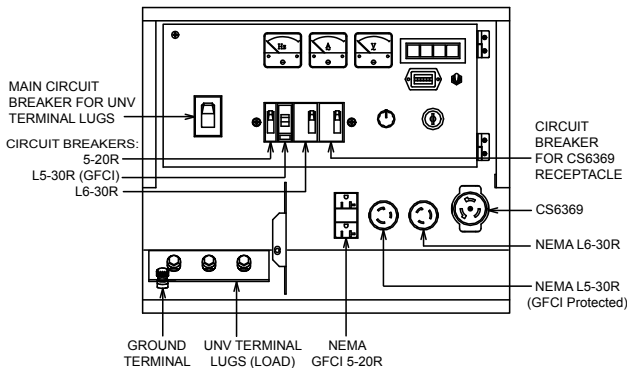 Hz
A
V
MAIN CIRCUIT
BREAKER FOR UNV
TERMINAL LUGS
CIRCUIT BREAKERS:
5-20R
L5-30R (GFCI)
L6-30R
CIRCUIT
BREAKER
FOR CS6369
RECEPTACLE
CS6369
NEMA L6-30R
NEMA L5-30R
(GFCI Protected)
GROUND
TERMINAL
UNV TERMINAL
LUGS (LOAD)
NEMA
GFCI 5-20R